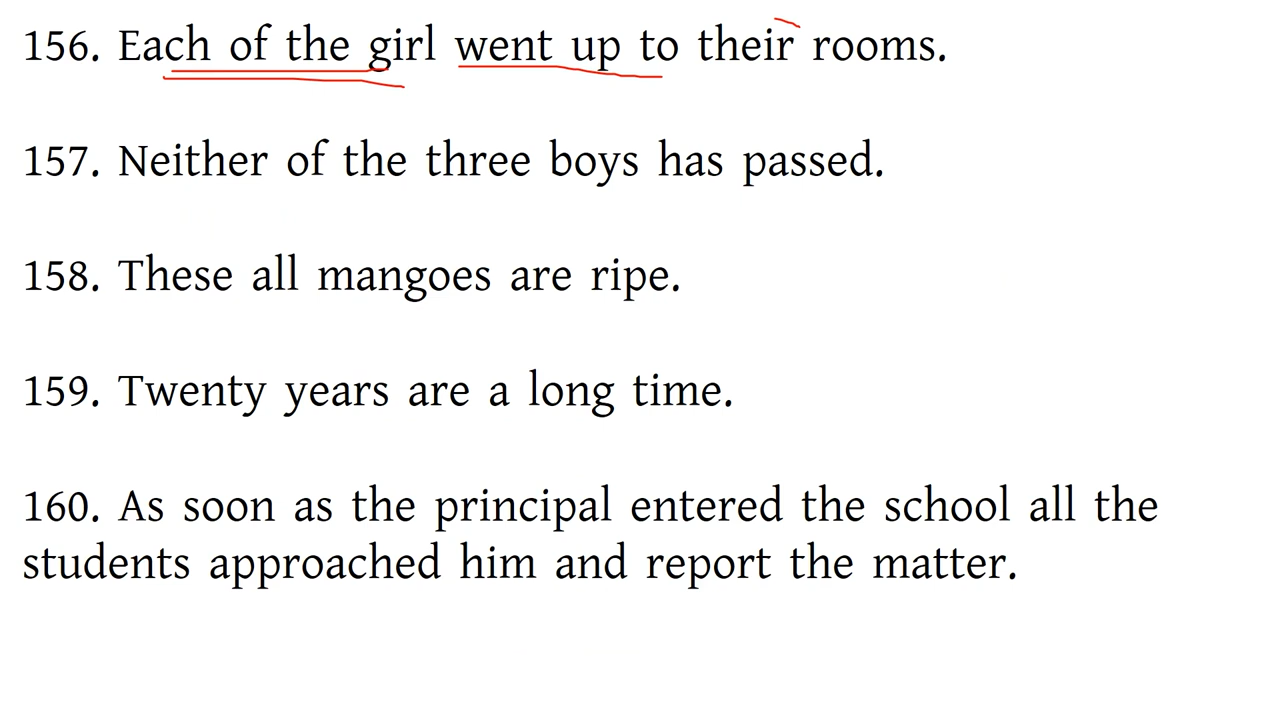 156. Each of the girl went up to their rooms.
157. Neither of the three boys has passed.
158. These all mangoes are ripe.
159. Twenty years are a long time.
160. As soon as the principal entered the school all the
students approached him and report the matter.